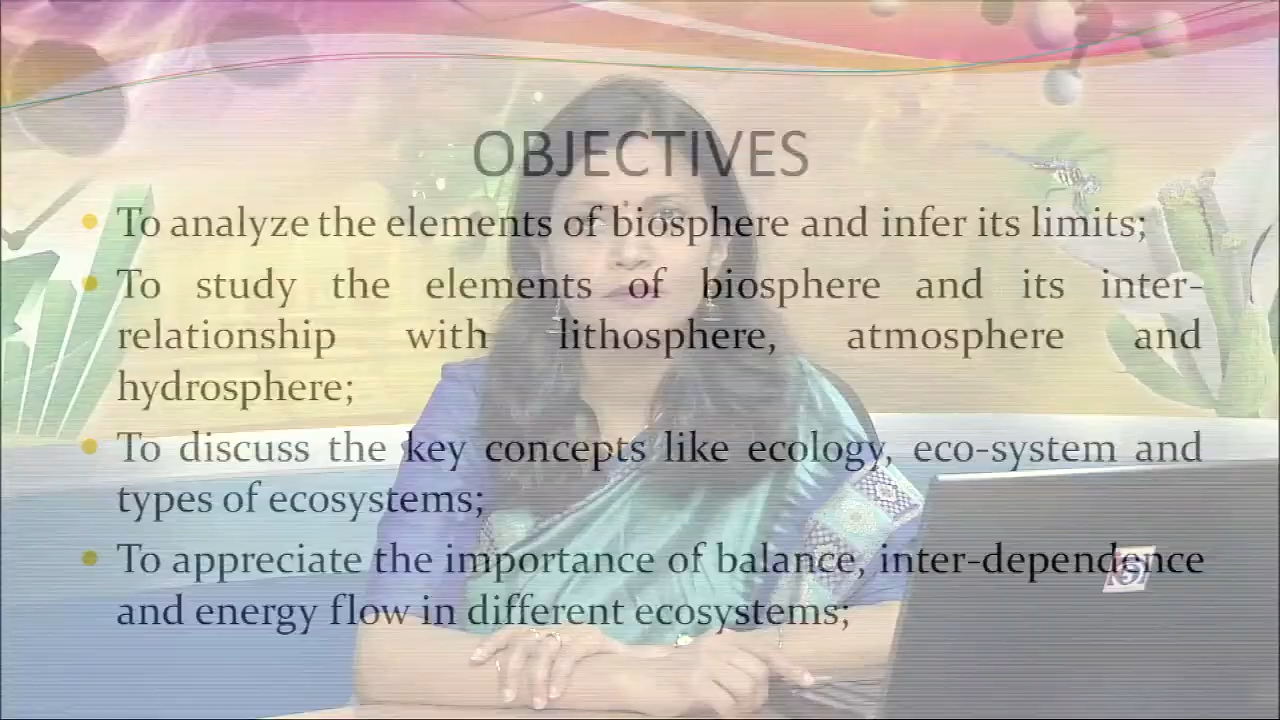 OBJECTIVES
To analyze the elements of biosphere and infer its limits;
To study the elements of biosphere and its inter-
relationship with lithosphere, atmosphere and
hydrosphere;
To discuss the key concepts like ecology, eco-system and
types of ecosystems;
To appreciate the importance of balance, inter-dependence
and energy flow in different ecosystems;